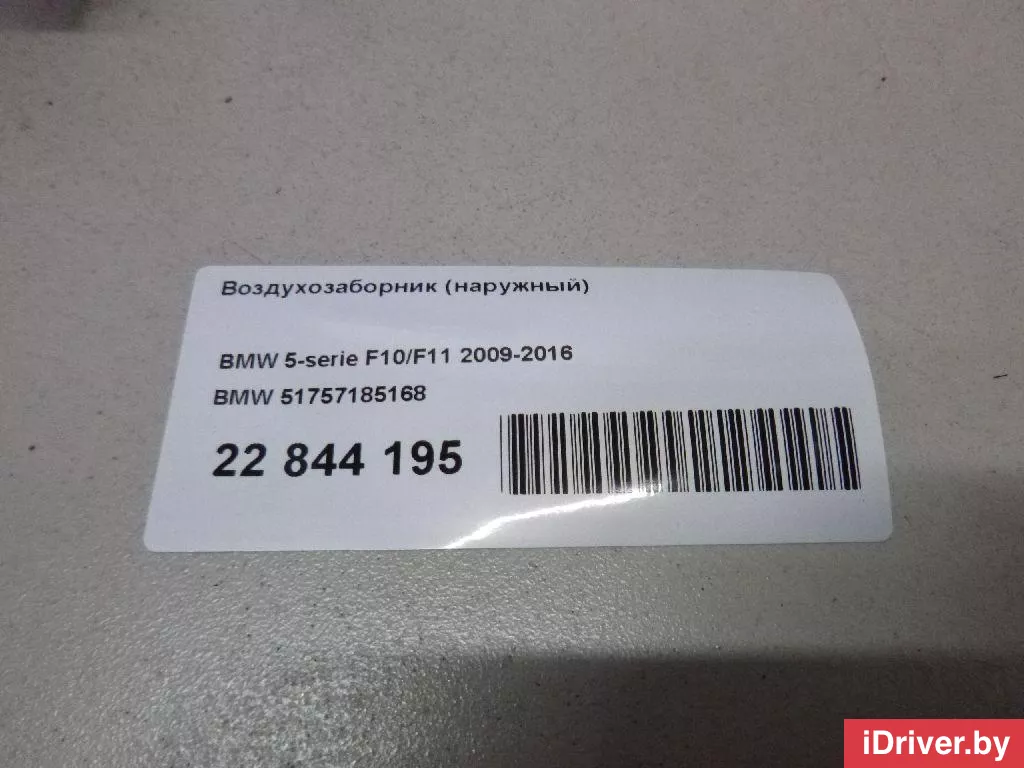 Воздухозаборник (наружный)
BMW 5-serie F10/F11 2009-2016
BMW 51757185168
22 844 195
iDriver.by